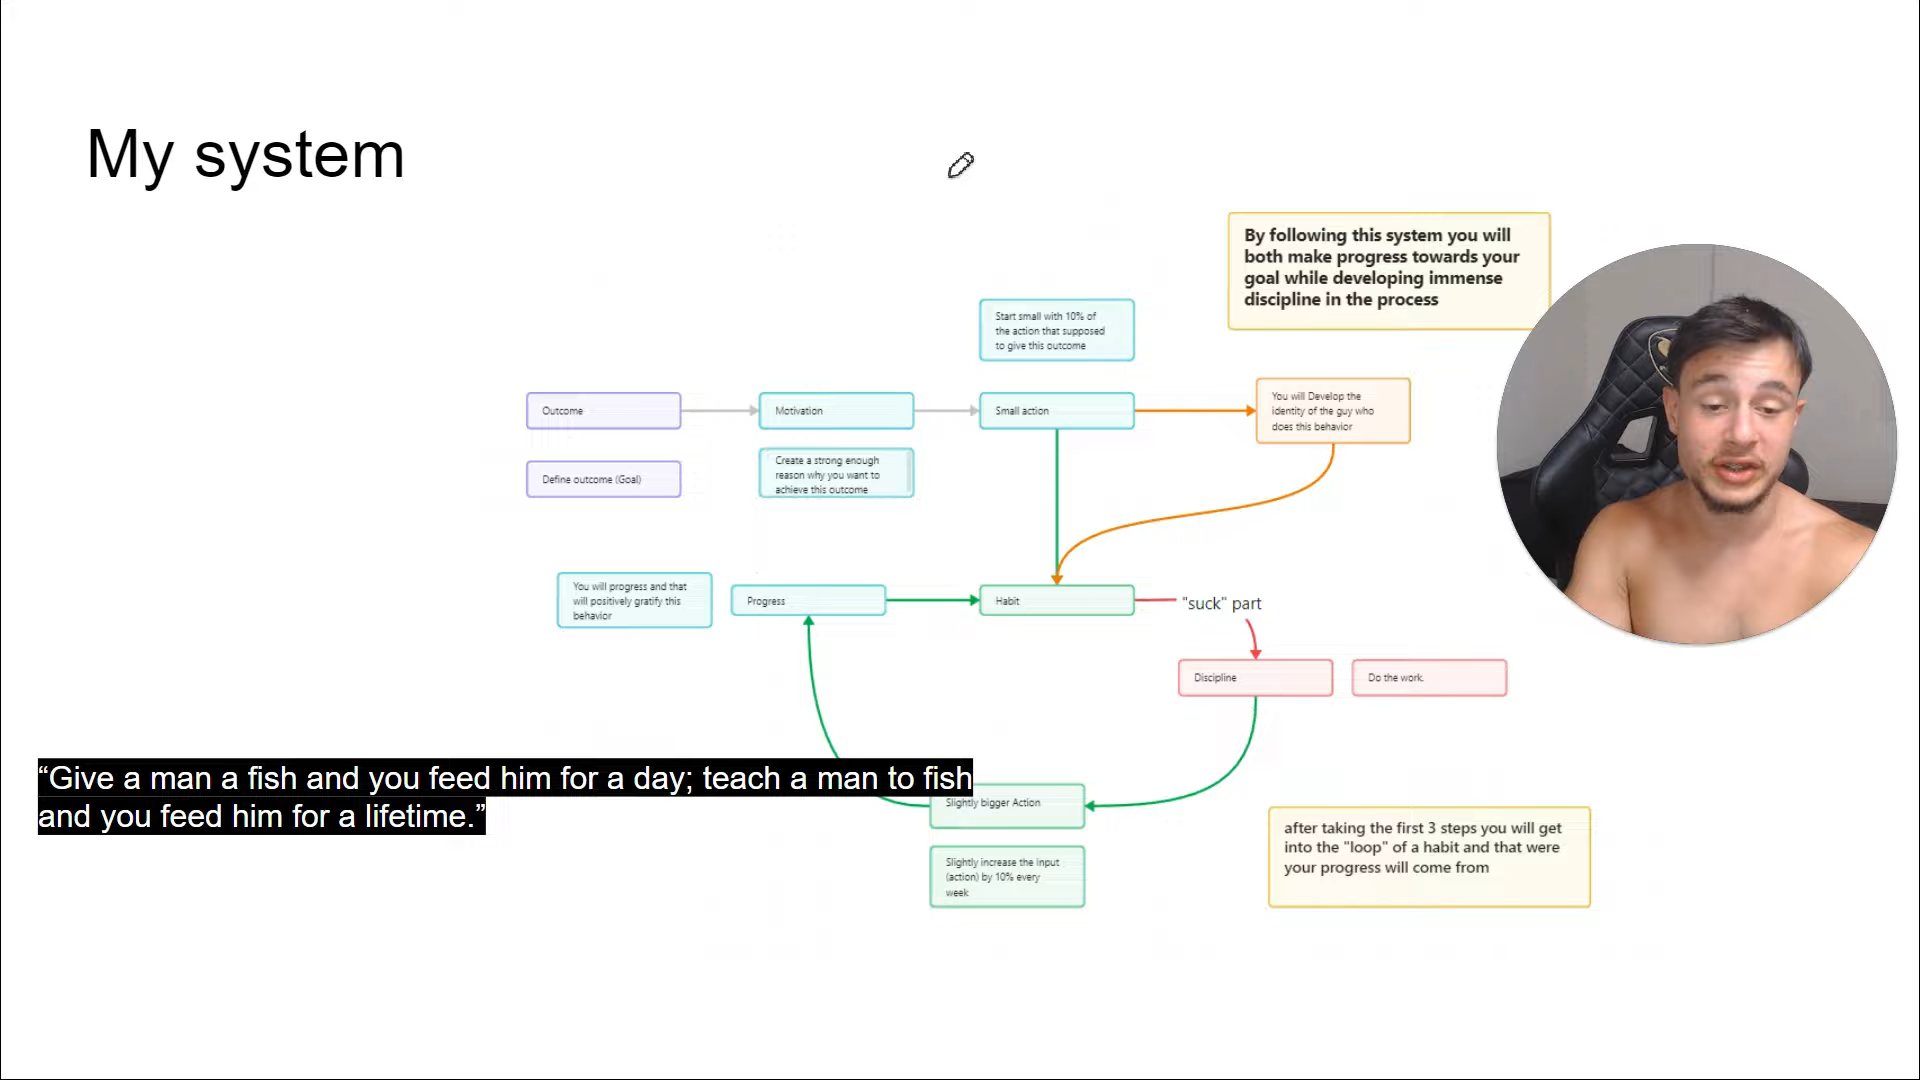 My system
By following this system you will
both make progress towards your
goal while developing immense
discipline in the process
Start small with 10% of
the action that supposed
to give this outcome
Outcome
Motivation
Small action
You will Develop the
identity of the guy who
does this behavior
Define outcome (Goal)
Create a strong enough
reason why you want to
achieve this outcome
You will progress and that
will positively gratify this
behavior
Progress
Habit
"suck" part
Discipline
Do the work.
“Give a man a fish and you feed him for a day; teach a man to fish
and you feed him for a lifetime.”
Slightly bigger Action
Slightly increase the Input
(action) by 10% every
week
after taking the first 3 steps you will get
into the "loop" of a habit and that were
your progress will come from